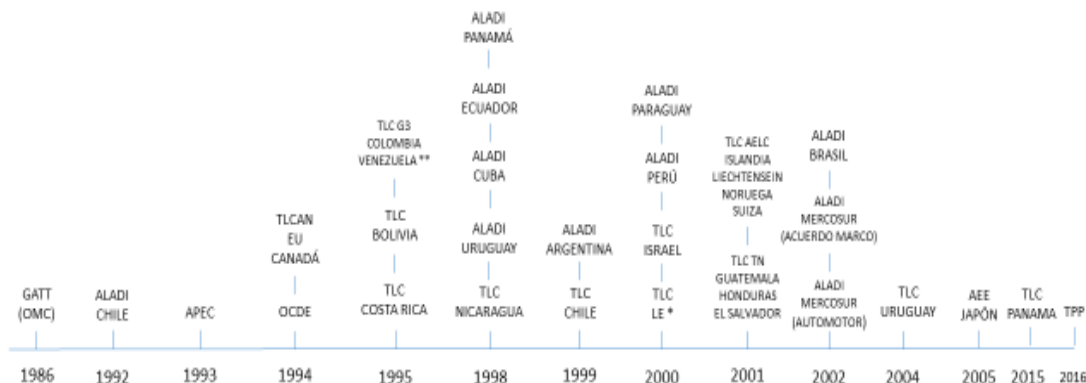 GATT
(OMC)
1986
ALADI
CHILE
1992
APEC
1993
TLCAN
EU
CANADÁ
OCDE
1994
TLC G3
COLOMBIA
VENEZUELA **
TLC
BOLIVIA
TLC
COSTA RICA
1995
ALADI
PANAMÁ
ALADI
ECUADOR
ALADI
CUBA
ALADI
URUGUAY
TLC
NICARAGUA
1998
ALADI
ARGENTINA
TLC
CHILE
1999
ALADI
PARAGUAY
ALADI
PERÚ
TLC
ISRAEL
TLC
LE *
2000
TLC AELC
ISLANDIA
LIECHTENSEIN
NORUEGA
SUIZA
TLC TN
GUATEMALA
HONDURAS
EL SALVADOR
2001
ALADI
BRASIL
ALADI
MERCOSUR
(ACUERDO MARCO)
ALADI
MERCOSUR
(AUTOMOTOR)
2002
TLC
URUGUAY
2004
AEE
JAPÓN
2005
TLC
PANAMA
2015
TPP
2016